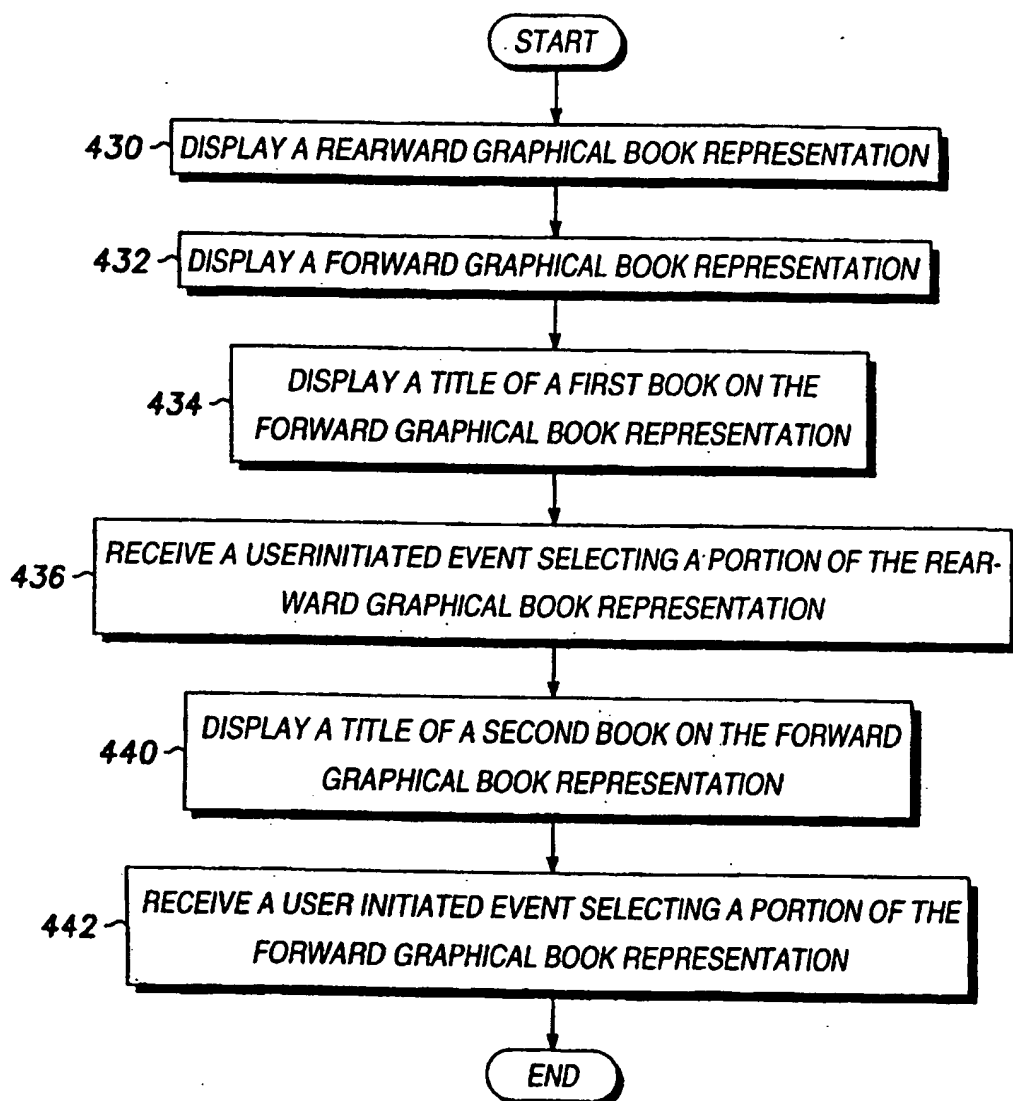 START
430 DISPLAY A REARWARD GRAPHICAL BOOK REPRESENTATION
432 DISPLAY A FORWARD GRAPHICAL BOOK REPRESENTATION
DISPLAY A TITLE OF A FIRST BOOK ON THE
434
FORWARD GRAPHICAL BOOK REPRESENTATION
RECEIVE A USERINITIATED EVENT SELECTING A PORTION OF THE REAR-
436
WARD GRAPHICAL BOOK REPRESENTATION
DISPLAY A TITLE OF A SECOND BOOK ON THE FORWARD
440
GRAPHICAL BOOK REPRESENTATION
RECEIVE A USER INITIATED EVENT SELECTING A PORTION OF THE
442
FORWARD GRAPHICAL BOOK REPRESENTATION
END